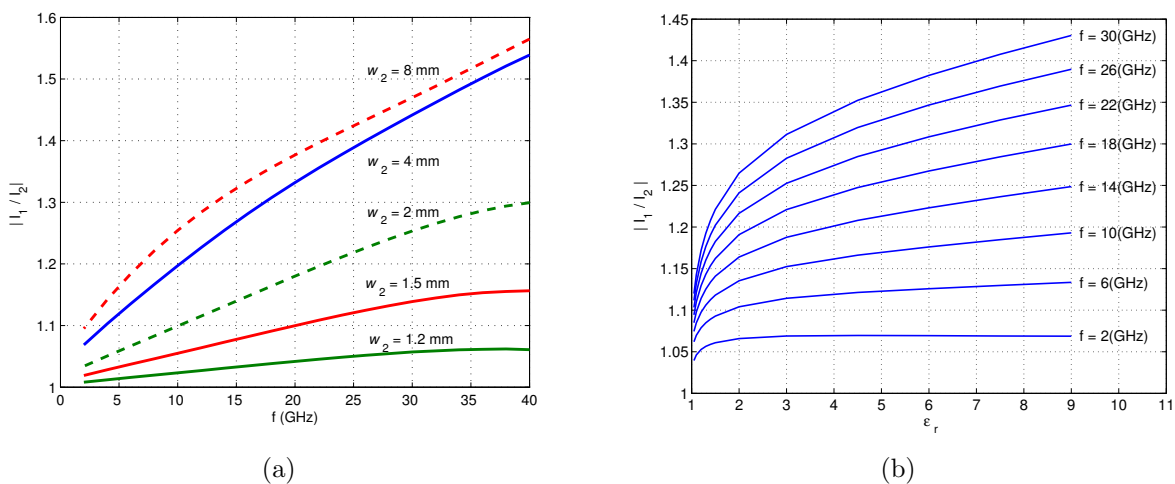 1.6
1.5
1.4
1.3
1.2
1.1
1
| I1 / I2|
w2 = 8 mm
w2 = 4 mm
w2 = 2 mm
w2 = 1.5 mm
w2 = 1.2 mm
0 5 10 15 20 25 30 35 40
f (GHz)
(a)
1.45
1.4
1.35
1.3
1.25
1.2
1.15
1.1
1.05
1
| I1 / I2 |
f = 30(GHz)
f = 26(GHz)
f = 22(GHz)
f = 18(GHz)
f = 14(GHz)
f = 10(GHz)
f = 6(GHz)
f = 2(GHz)
1 2 3 4 5 6 7 8 9 10 11
εr
(b)